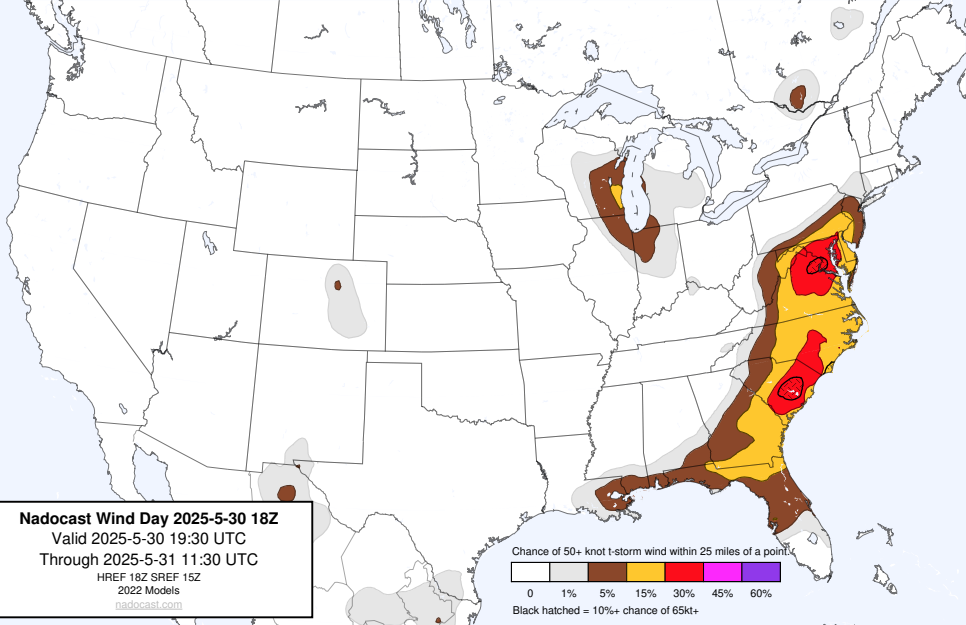 Nadocast Wind Day 2025-5-30 18Z
Valid 2025-5-30 19:30 UTC
Through 2025-5-31 11:30 UTC
HREF 18Z SREF 15Z
2022 Models
nadocast.com
Chance of 50+ knot t-storm wind within 25 miles of a point.
0 1% 5% 15% 30% 45% 60%
Black hatched = 10%+ chance of 65kt+